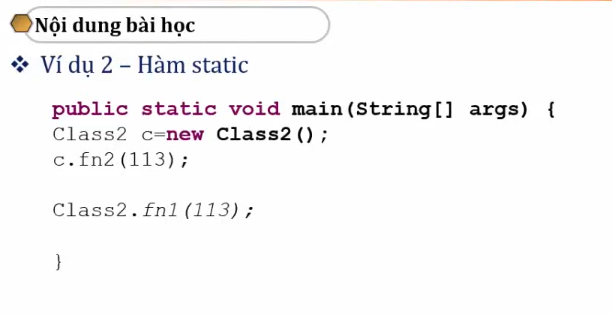 Nội dung bài học
Ví dụ 2 – Hàm static
public static void main(String[] args) {
Class2 c=new Class2();
c.fn2(113);
Class2.fn1(113);
}